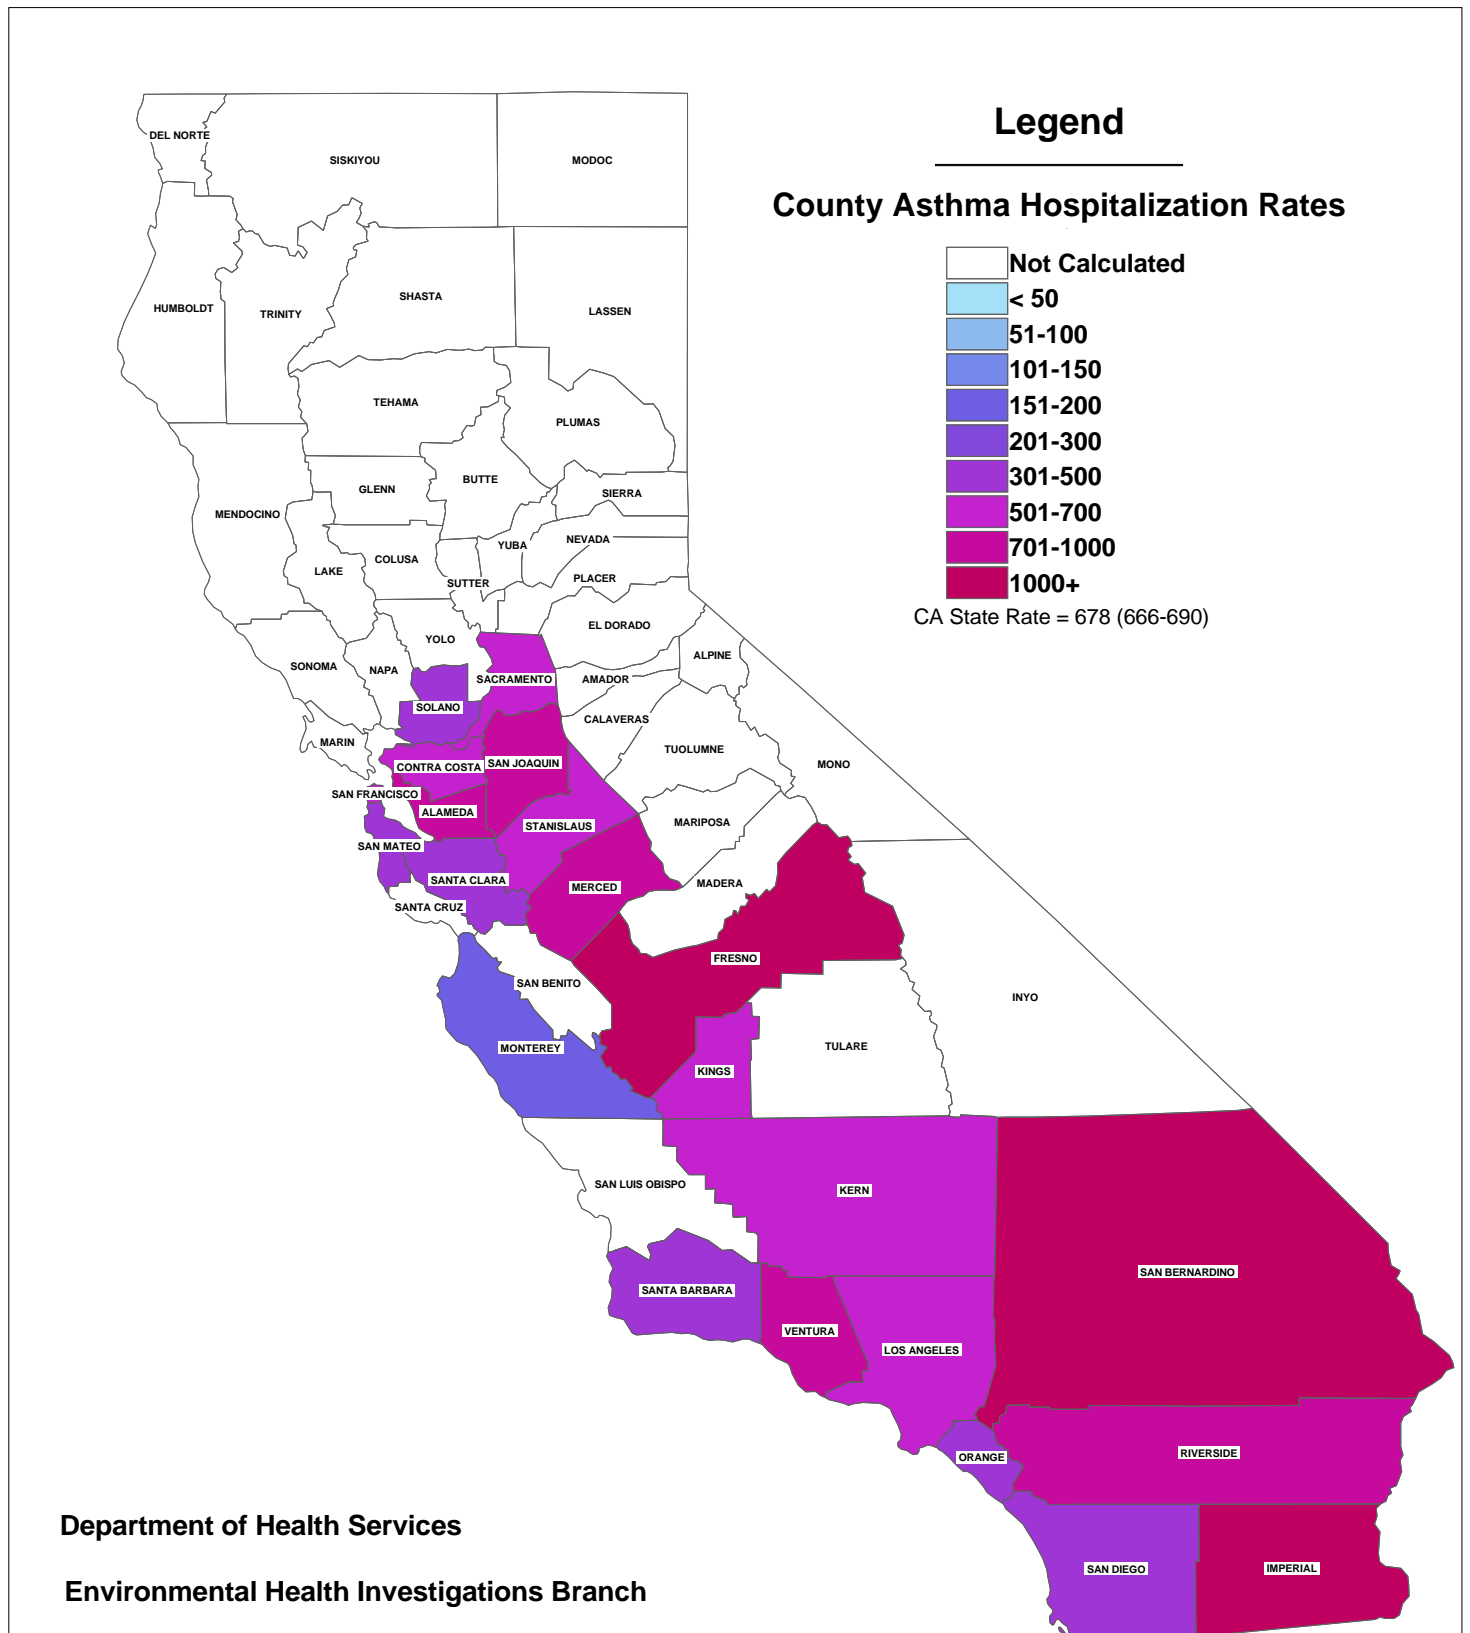 Legend
County Asthma Hospitalization Rates
Not Calculated
< 50
51-100
101-150
151-200
201-300
301-500
501-700
701-1000
1000+
CA State Rate = 678 (666-690)
DEL NORTE
SISKIYOU
MODOC
HUMBOLDT
TRINITY
SHASTA
LASSEN
TEHAMA
PLUMAS
MENDOCINO
GLENN
BUTTE
SIERRA
LAKE
COLUSA
SUTTER
YUBA
NEVADA
PLACER
SONOMA
NAPA
YOLO
EL DORADO
SACRAMENTO
AMADOR
ALPINE
SOLANO
CALAVERAS
MARIN
TUOLUMNE
MONO
CONTRA COSTA
SAN JOAQUIN
SAN FRANCISCO
ALAMEDA
STANISLAUS
MARIPOSA
SAN MATEO
SANTA CLARA
MERCED
MADERA
SANTA CRUZ
FRESNO
SAN BENITO
INYO
MONTEREY
TULARE
KINGS
SAN LUIS OBISPO
KERN
SAN BERNARDINO
SANTA BARBARA
VENTURA
LOS ANGELES
ORANGE
RIVERSIDE
SAN DIEGO
IMPERIAL
Department of Health Services
Environmental Health Investigations Branch